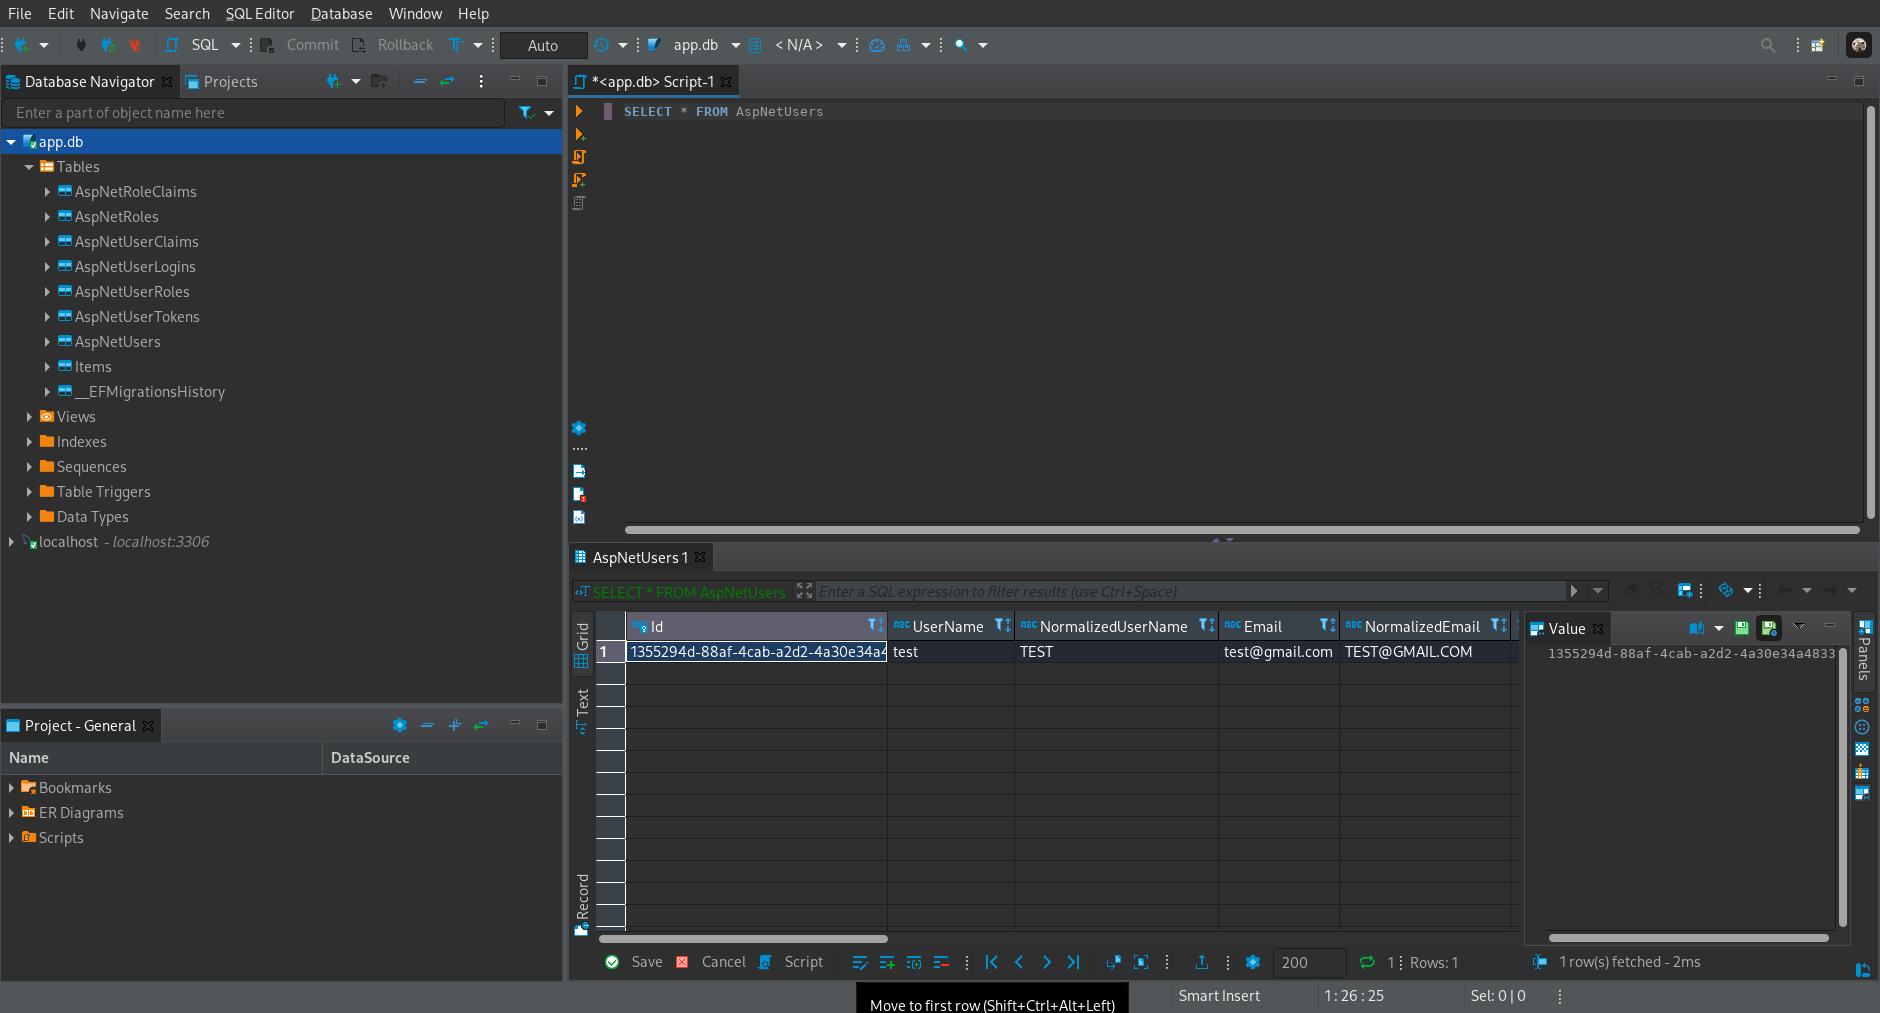 File Edit Navigate Search SQL Editor Database Window Help
SQL Commit Rollback Auto app.db < N/A >
Database Navigator Projects
Enter a part of object name here
app.db
Tables
AspNetRoleClaims
AspNetRoles
AspNetUserClaims
AspNetUserLogins
AspNetUserRoles
AspNetUserTokens
AspNetUsers
Items
__EFMigrationsHistory
Views
Indexes
Sequences
Table Triggers
Data Types
localhost - localhost:3306
Project - General
Name DataSource
Bookmarks
ER Diagrams
Scripts
*<app.db> Script-1
SELECT * FROM AspNetUsers
AspNetUsers 1
SELECT * FROM AspNetUsers Enter a SQL expression to filter results (use Ctrl+Space)
Grid
Text
Record
Id UserName NormalizedUserName Email NormalizedEmail
1 1355294d-88af-4cab-a2d2-4a30e34a4 test TEST test@gmail.com TEST@GMAIL.COM
Value
1355294d-88af-4cab-a2d2-4a30e34a4833
Panels
Save Cancel Script 200 1 Rows: 1 1 row(s) fetched - 2ms
Smart Insert 1 : 26 : 25 Sel: 0 | 0
Move to first row (Shift+Ctrl+Alt+Left)